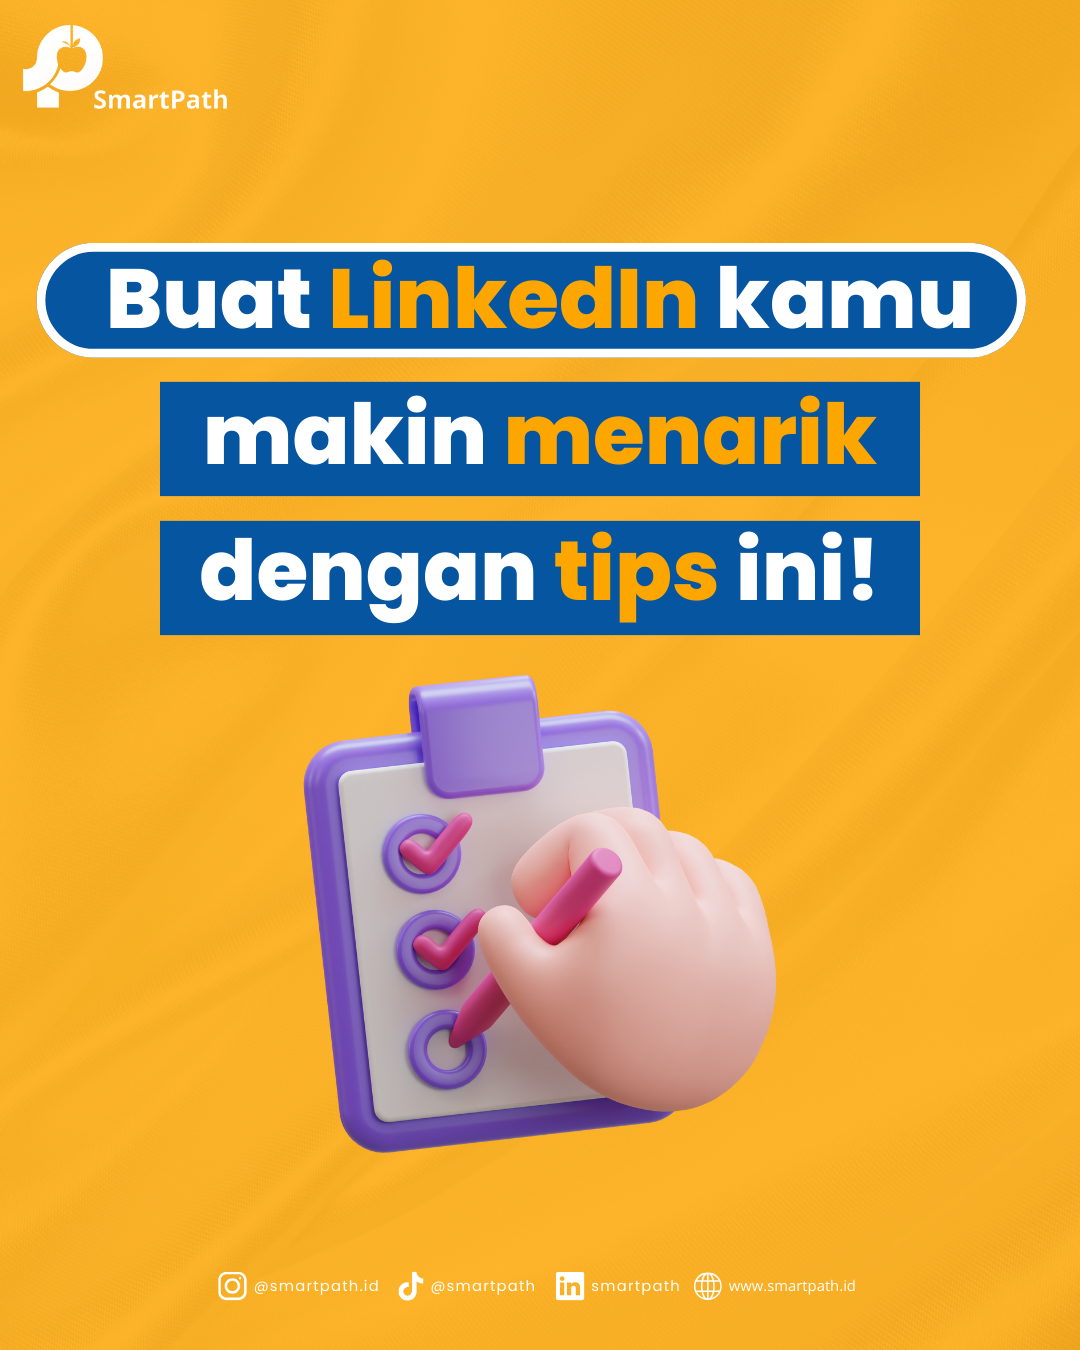 SmartPath
Buat LinkedIn kamu
makin menarik
dengan tips ini!
@smartpath.id @smartpath smartpath www.smartpath.id